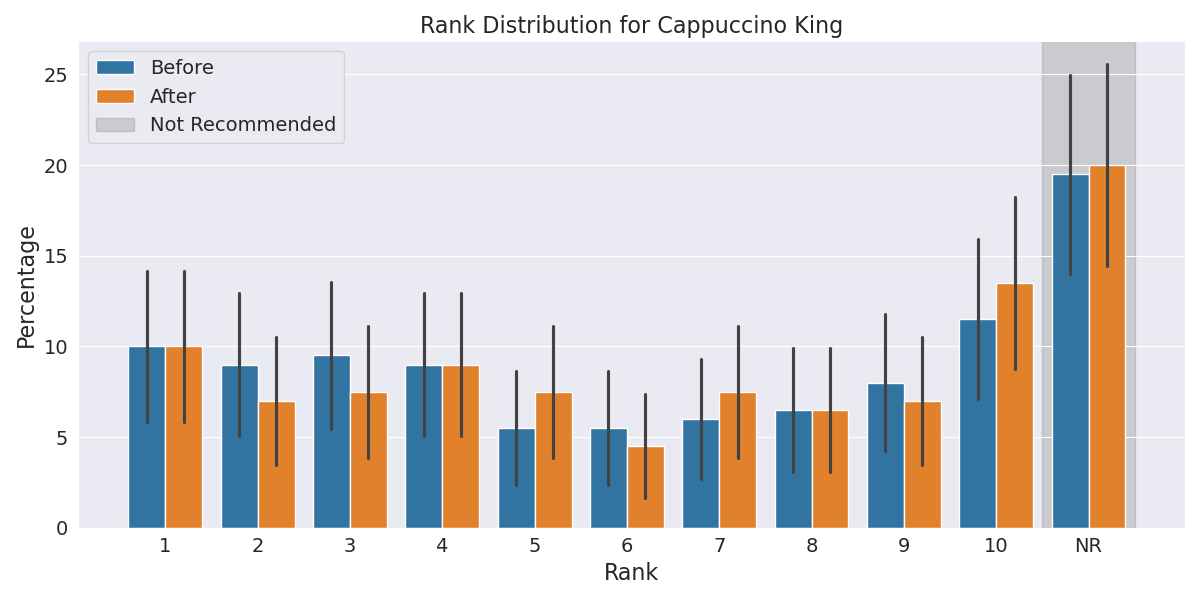 Rank Distribution for Cappuccino King
Before
After
Not Recommended
Percentage
25
20
15
10
5
0
1 2 3 4 5 6 7 8 9 10 NR
Rank